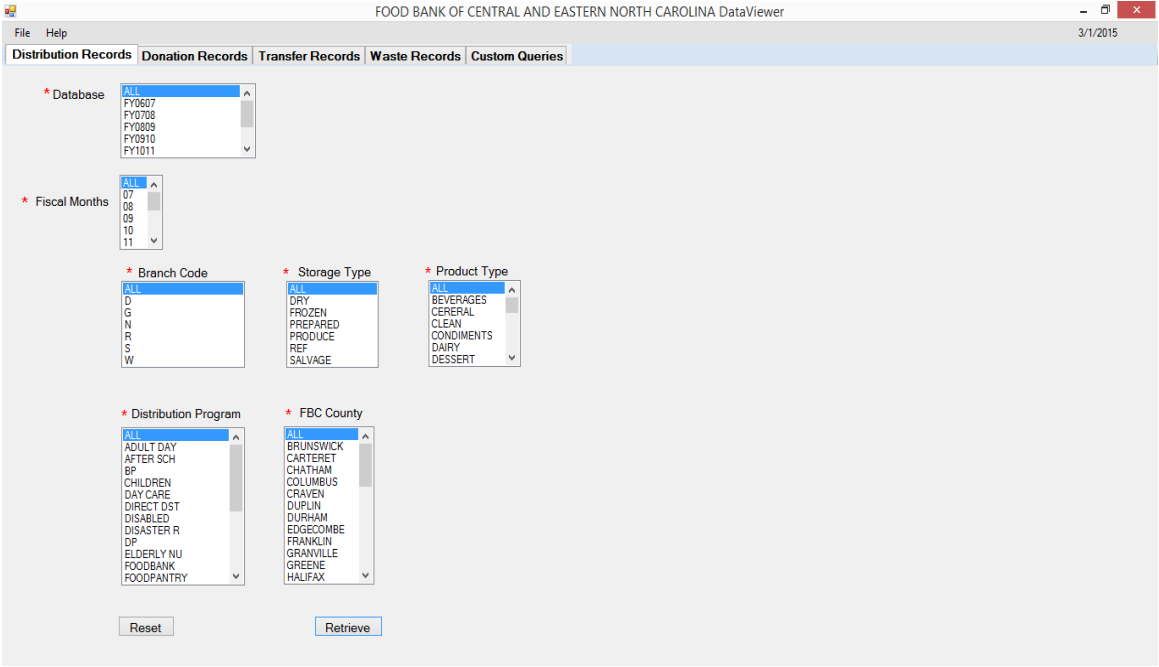 FOOD BANK OF CENTRAL AND EASTERN NORTH CAROLINA DataViewer
File Help 3/1/2015
Distribution Records Donation Records Transfer Records Waste Records Custom Queries
* Database
ALL
FY0607
FY0708
FY0809
FY0910
FY1011
* Fiscal Months
ALL
07
08
09
10
11
* Branch Code
ALL
D
G
N
R
S
W
* Storage Type
ALL
DRY
FROZEN
PREPARED
PRODUCE
REF
SALVAGE
* Product Type
ALL
BEVERAGES
CERERAL
CLEAN
CONDIMENTS
DAIRY
DESSERT
* Distribution Program
ALL
ADULT DAY
AFTER SCH
BP
CHILDREN
DAY CARE
DIRECT DST
DISABLED
DISASTER R
DP
ELDERLY NU
FOODBANK
FOODPANTRY
* FBC County
ALL
BRUNSWICK
CARTERET
CHATHAM
COLUMBUS
CRAVEN
DUPLIN
DURHAM
EDGECOMBE
FRANKLIN
GRANVILLE
GREENE
HALIFAX
Reset Retrieve